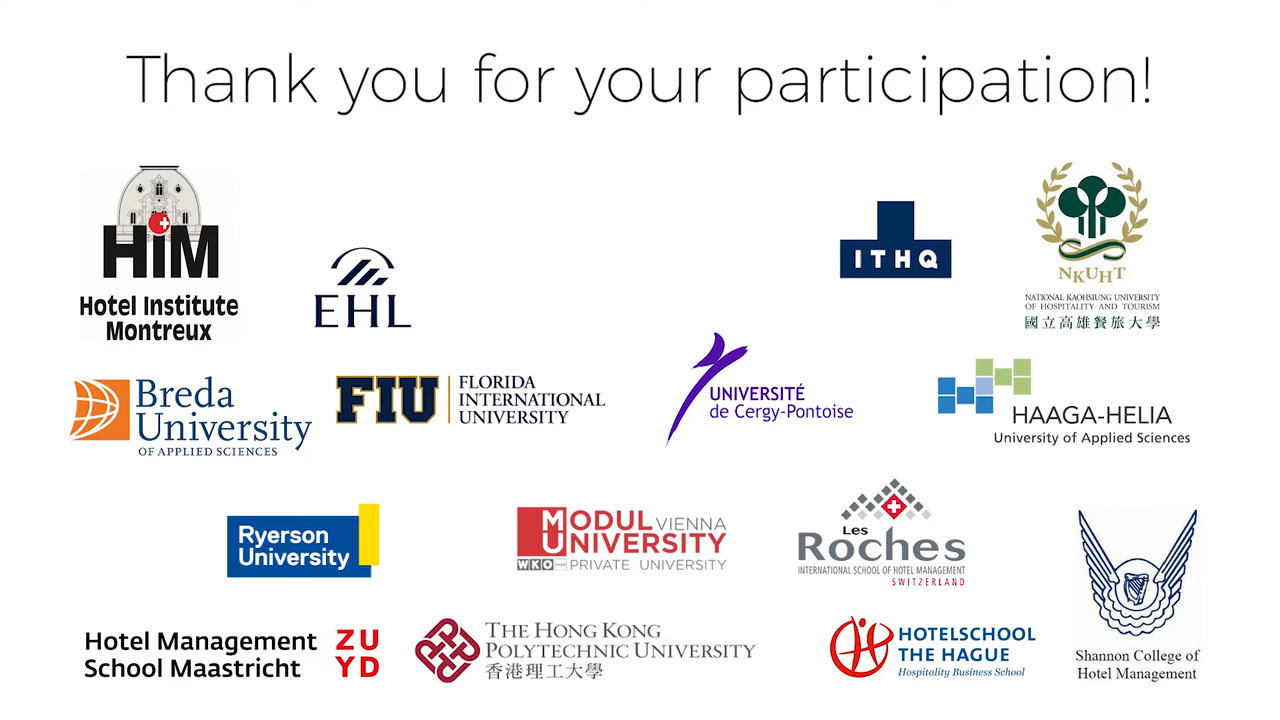 Thank you for your participation!
HIM
Hotel Institute
Montreux
EHL
ITHQ
NKUHT
NATIONAL KAOHSIUNG UNIVERSITY
OF HOSPITALITY AND TOURISM
國立高雄餐旅大學
Breda
University
OF APPLIED SCIENCES
FIU
FLORIDA
INTERNATIONAL
UNIVERSITY
UNIVERSITÉ
de Cergy-Pontoise
HAAGA-HELIA
University of Applied Sciences
Ryerson
University
MODUL VIENNA
UNIVERSITY
WKO PRIVATE UNIVERSITY
LES
ROCHES
INTERNATIONAL SCHOOL OF HOTEL MANAGEMENT
SWITZERLAND
Hotel Management
School Maastricht
ZU
YD
THE HONG KONG
POLYTECHNIC UNIVERSITY
香港理工大學
HOTELSCHOOL
THE HAGUE
Hospitality Business School
Shannon College of
Hotel Management